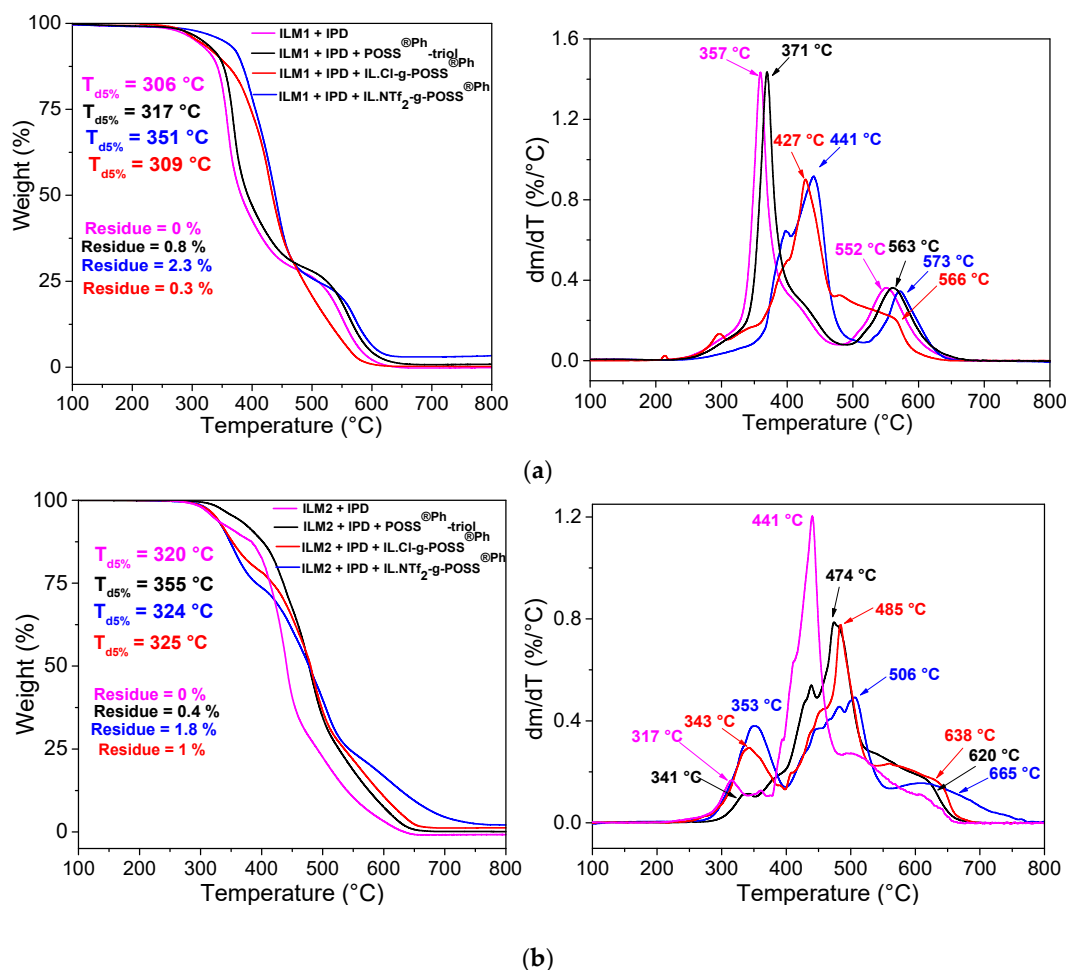 ILM1 + IPD
ILM1 + IPD + POSS®Ph-triol
ILM1 + IPD + IL.Cl-g-POSS®Ph
ILM1 + IPD + IL.NTf2-g-POSS®Ph
Td5% = 306 °C
Td5% = 317 °C
Td5% = 351 °C
Td5% = 309 °C
Residue = 0 %
Residue = 0.8 %
Residue = 2.3 %
Residue = 0.3 %
100
75
50
25
0
Weight (%)
100 200 300 400 500 600 700 800
Temperature (°C)
1.6
1.2
0.8
0.4
0.0
dm/dT (%/°C)
357 °C
371 °C
427 °C
441 °C
552 °C
563 °C
573 °C
566 °C
100 200 300 400 500 600 700 800
Temperature (°C)
(a)
ILM2 + IPD
ILM2 + IPD + POSS®Ph-triol
ILM2 + IPD + IL.Cl-g-POSS®Ph
ILM2 + IPD + IL.NTf2-g-POSS®Ph
Td5% = 320 °C
Td5% = 355 °C
Td5% = 324 °C
Td5% = 325 °C
Residue = 0 %
Residue = 0.4 %
Residue = 1.8 %
Residue = 1 %
100
75
50
25
0
Weight (%)
100 200 300 400 500 600 700 800
Temperature (°C)
1.2
0.8
0.4
0.0
dm/dT (%/°C)
441 °C
474 °C
485 °C
506 °C
353 °C
343 °C
317 °C
341 °C
638 °C
620 °C
665 °C
100 200 300 400 500 600 700 800
Temperature (°C)
(b)